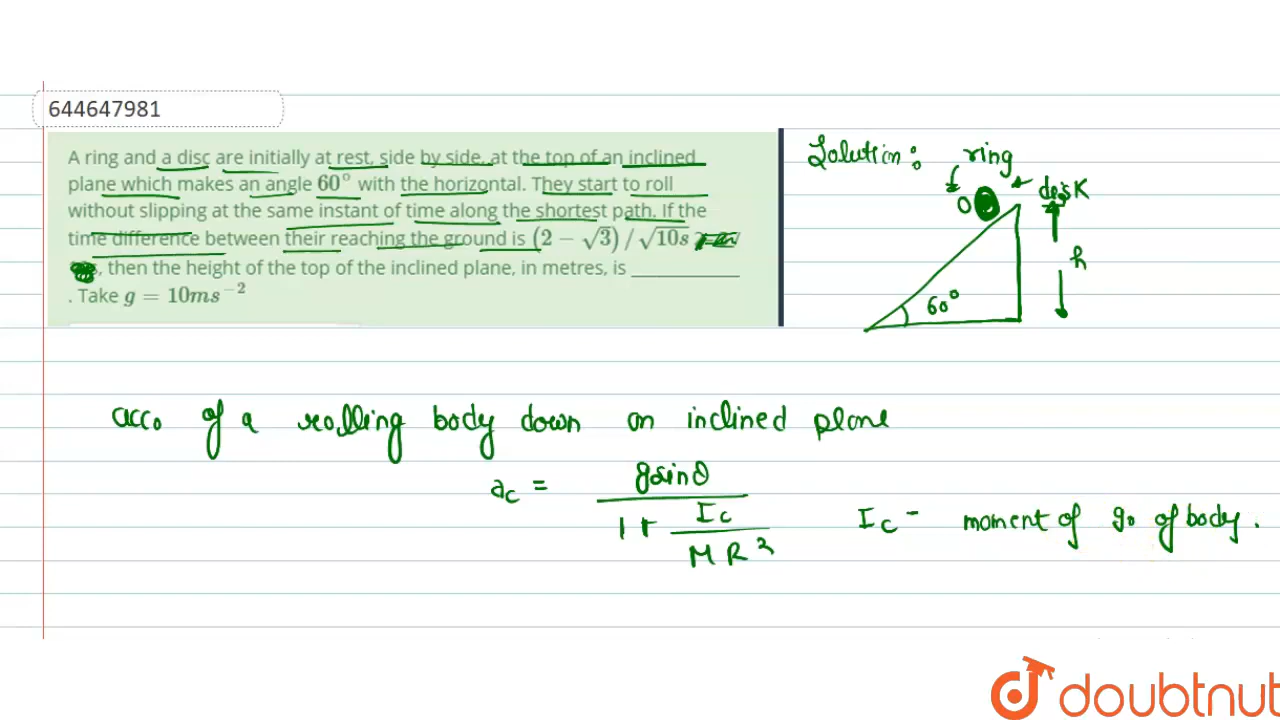 644647981
A ring and a disc are initially at rest, side by side, at the top of an inclined
plane which makes an angle 60° with the horizontal. They start to roll
without slipping at the same instant of time along the shortest path. If the
time difference between their reaching the ground is (2 − √3) / √10s
, then the height of the top of the inclined plane, in metres, is ______________
. Take g = 10ms⁻²
Solution:
ring
disk
h
60°
acc. of a rolling body down an inclined plane
a_c = g sinθ / 1 + I_c / MR²
I_c – moment of go of body.
doubtnut